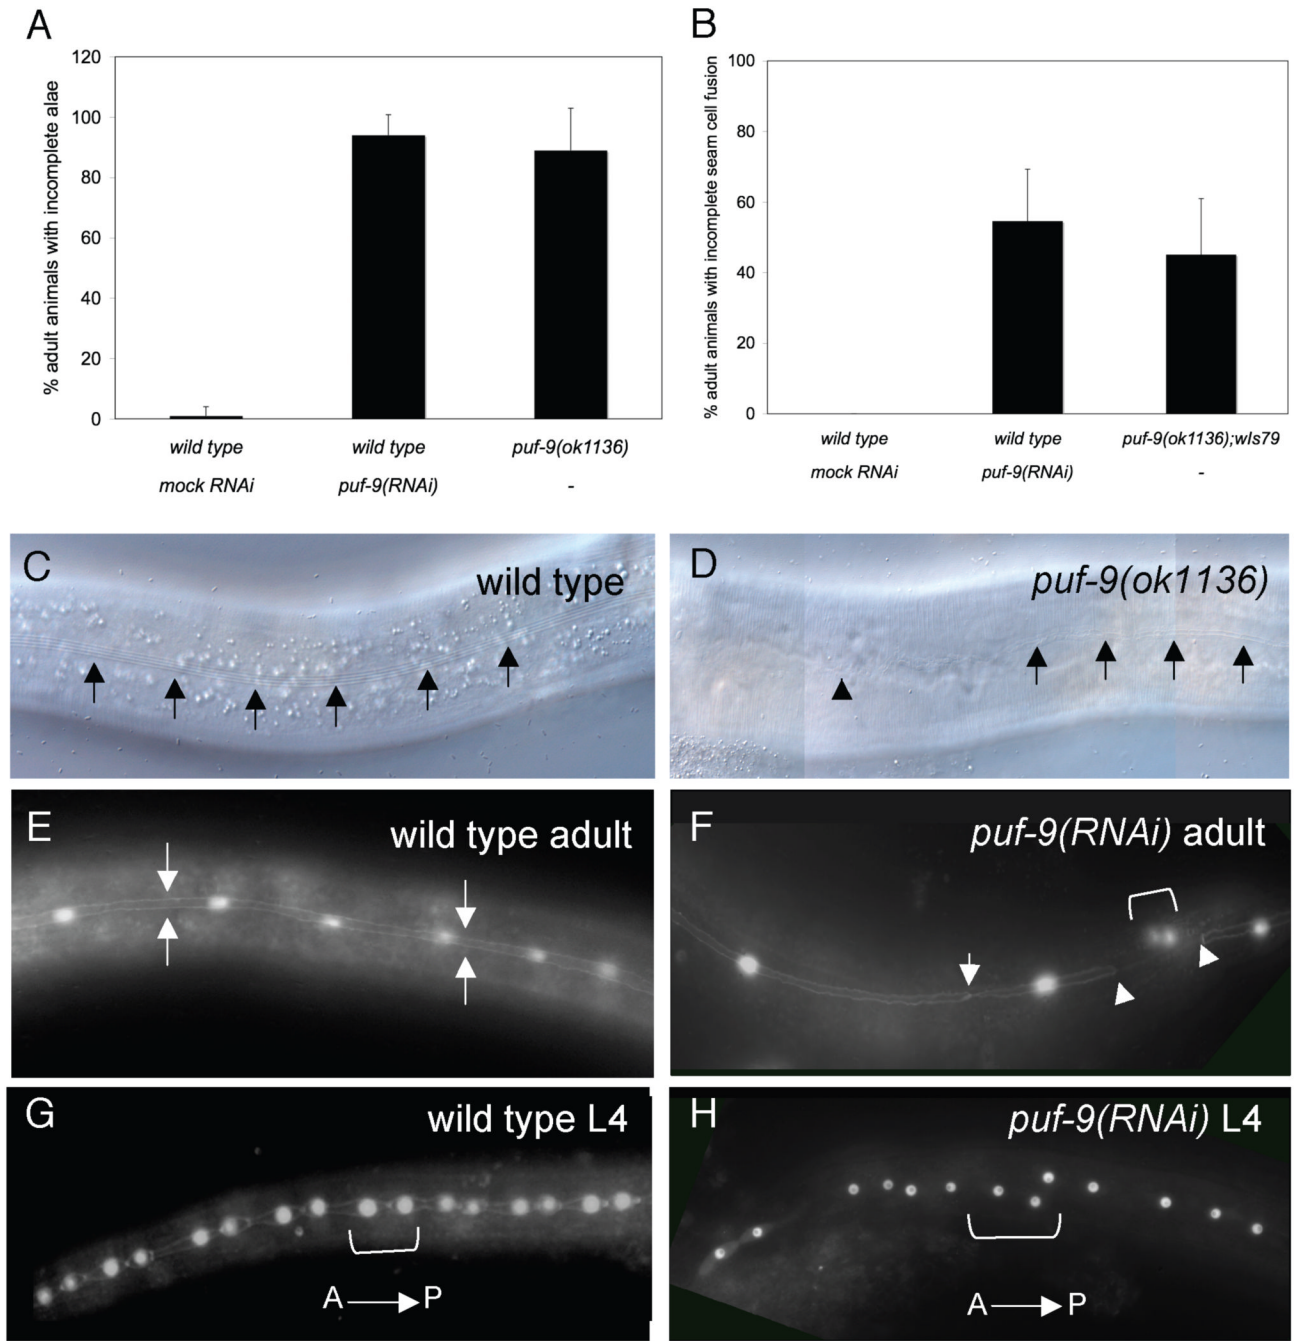 A
% adult animals with incomplete alae
120
100
80
60
40
20
0
wild type
wild type
puf-9(ok1136)
mock RNAi
puf-9(RNAi)
-
B
% adult animals with incomplete seam cell fusion
100
80
60
40
20
0
wild type
wild type
puf-9(ok1136);wIs79
mock RNAi
puf-9(RNAi)
-
C
wild type
D
puf-9(ok1136)
E
wild type adult
F
puf-9(RNAi) adult
G
wild type L4
A P
H
puf-9(RNAi) L4
A P